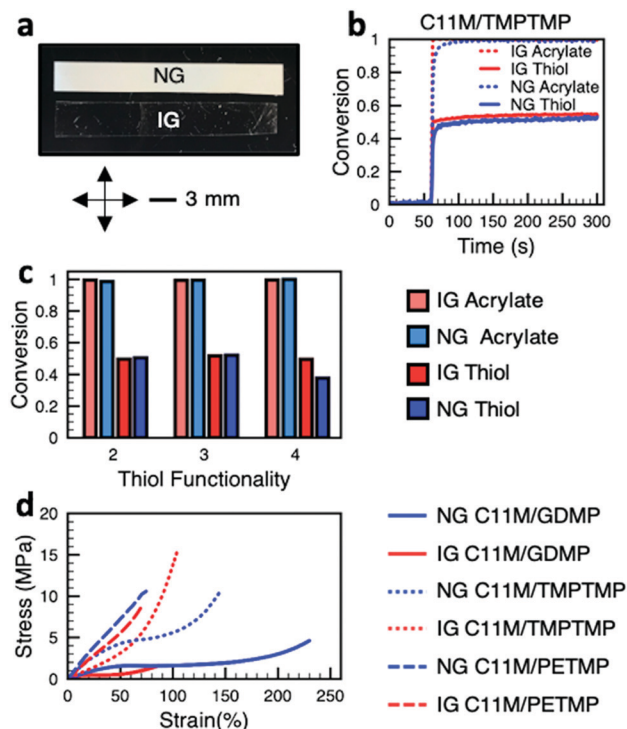 a
NG
IG
3 mm
b
C11M/TMPTMP
Conversion
1
0.8
0.6
0.4
0.2
0
IG Acrylate
IG Thiol
NG Acrylate
NG Thiol
0 50 100 150 200 250 300
Time (s)
c
Conversion
1
0.8
0.6
0.4
0.2
0
2 3 4
Thiol Functionality
IG Acrylate
NG Acrylate
IG Thiol
NG Thiol
d
Stress (MPa)
20
15
10
5
0
0 50 100 150 200 250
Strain(%)
NG C11M/GDMP
IG C11M/GDMP
NG C11M/TMPTMP
IG C11M/TMPTMP
NG C11M/PETMP
IG C11M/PETMP